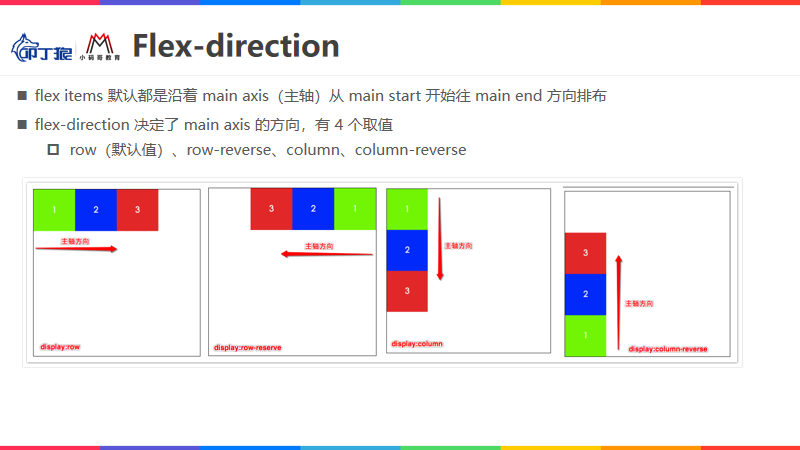 叩丁狼
小码哥教育
Flex-direction
flex items 默认都是沿着 main axis（主轴）从 main start 开始往 main end 方向排布
flex-direction 决定了 main axis 的方向，有 4 个取值
row（默认值）、row-reverse、column、column-reverse
1 2 3
主轴方向
display:row
3 2 1
主轴方向
display:row-reserve
1
2
3
主轴方向
display:column
3
2
1
主轴方向
display:column-reverse